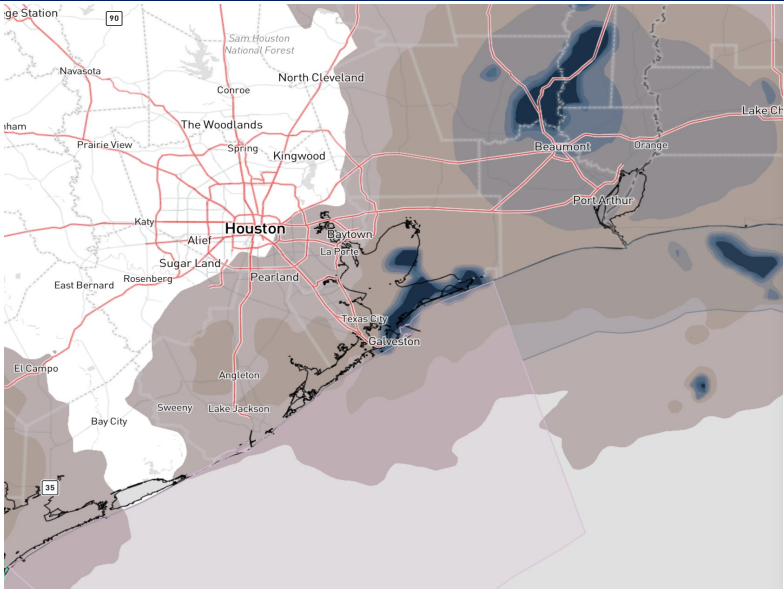 ge Station
90
Sam Houston
National Forest
Navasota
North Cleveland
Conroe
Lake Ch
The Woodlands
ham
Prairie View
Spring
Kingwood
Beaumont
Orange
Port Arthur
Katy
Houston
Baytown
Alief
La Porte
Sugar Land
Rosenberg
Pearland
East Bernard
Texas City
Galveston
El Campo
Angleton
Sweeny
Lake Jackson
Bay City
35